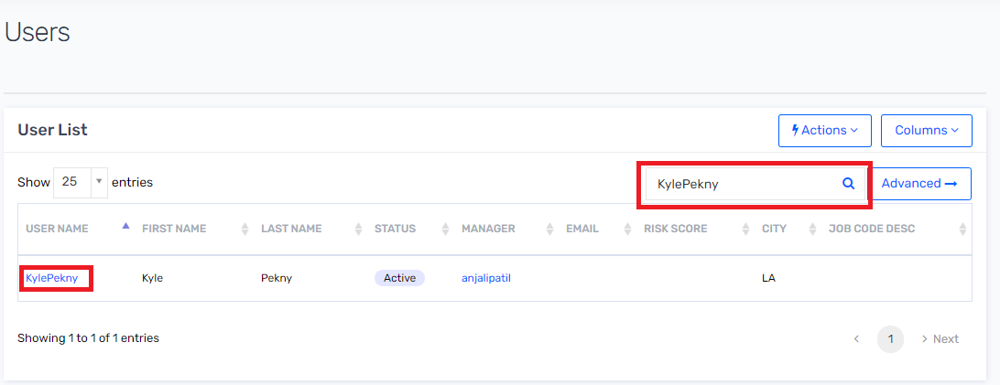 Users
User List
Actions
Columns
Show 25 entries
KylePekny
Advanced
USER NAME FIRST NAME LAST NAME STATUS MANAGER EMAIL RISK SCORE CITY JOB CODE DESC
KylePekny Kyle Pekny Active anjalipatil LA
Showing 1 to 1 of 1 entries
1 Next